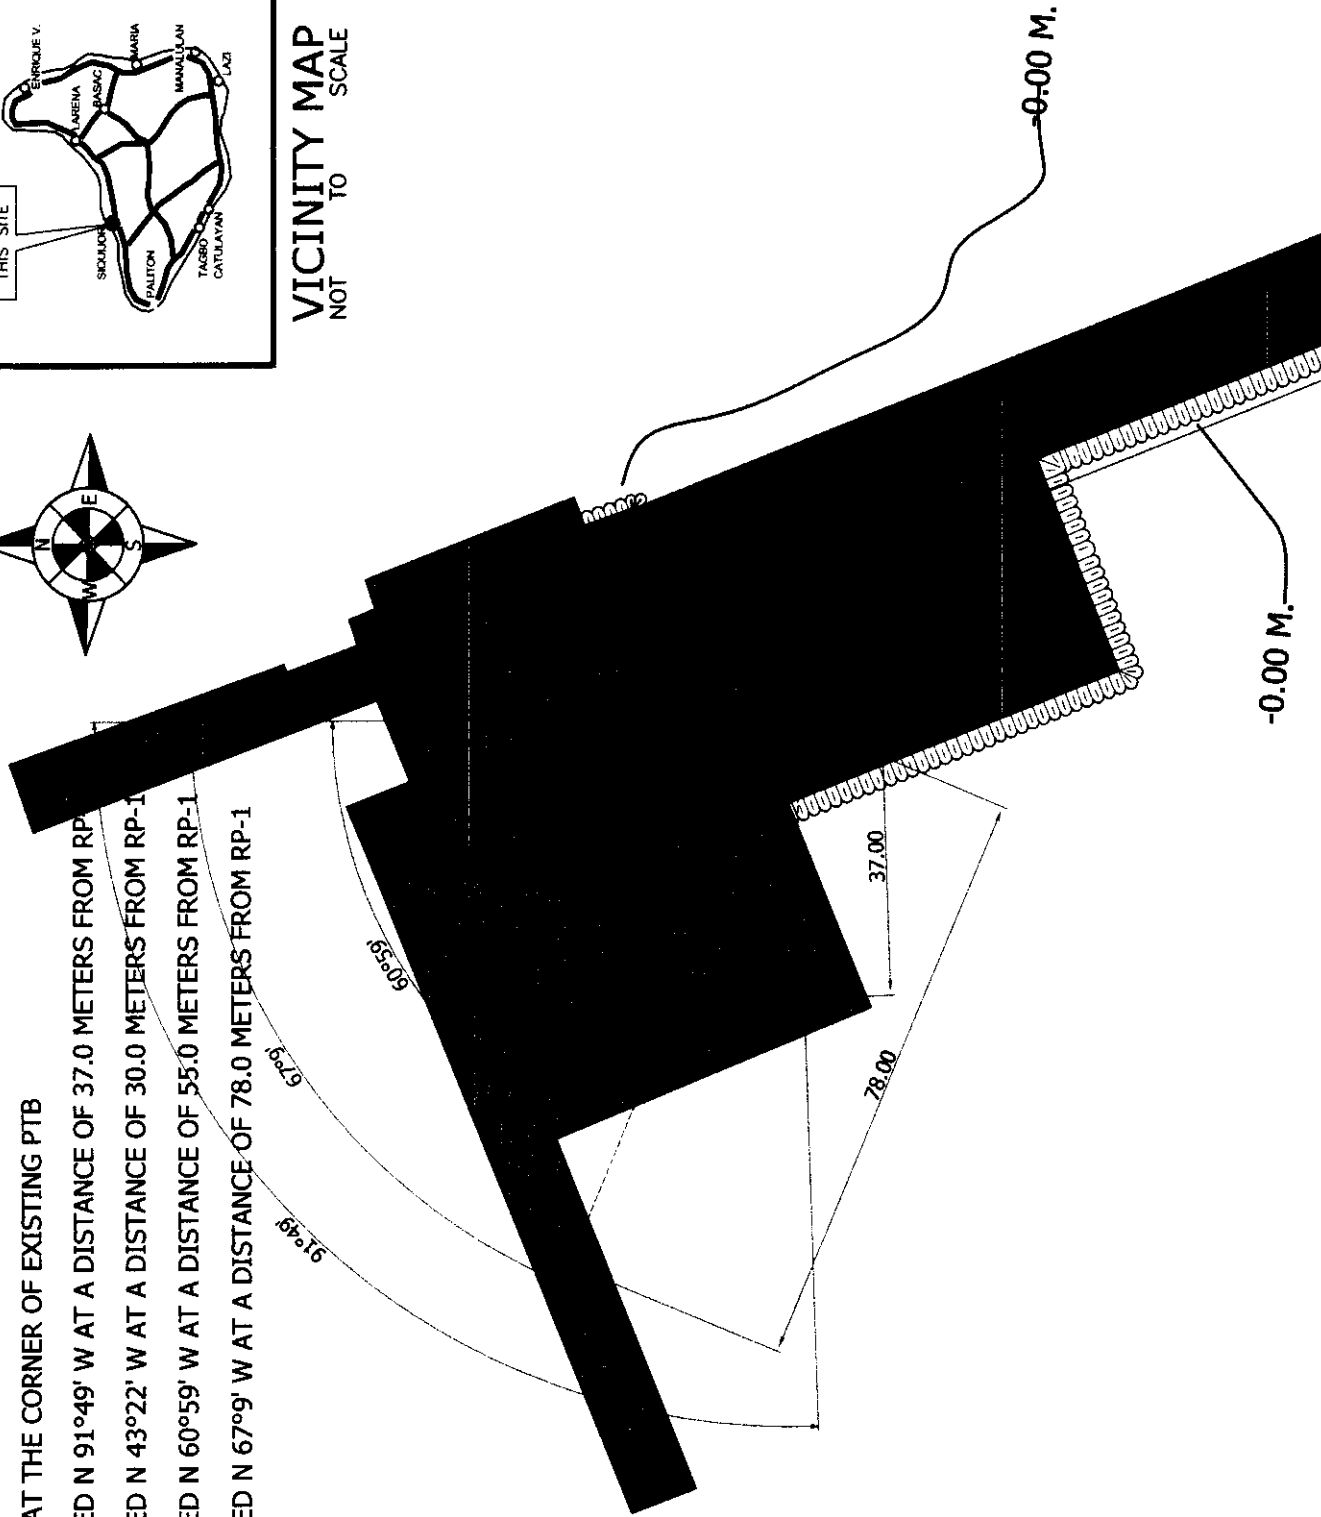 THIS SITE
ENRIQUE V.
LARENA
BASAC
MARIA
MANALULAN
LAZI
SIQUIJOR
PALITON
TAGBO
CATULAYAN
VICINITY MAP
NOT TO SCALE
N
E
S
W
-0.00 M.
-0.00 M.
AT THE CORNER OF EXISTING PTB
ED N 91°49' W AT A DISTANCE OF 37.0 METERS FROM RP
ED N 43°22' W AT A DISTANCE OF 30.0 METERS FROM RP-1
ED N 60°59' W AT A DISTANCE OF 55.0 METERS FROM RP-1
ED N 67°9' W AT A DISTANCE OF 78.0 METERS FROM RP-1
60°59'
67°9'
91°49'
37.00
78.00